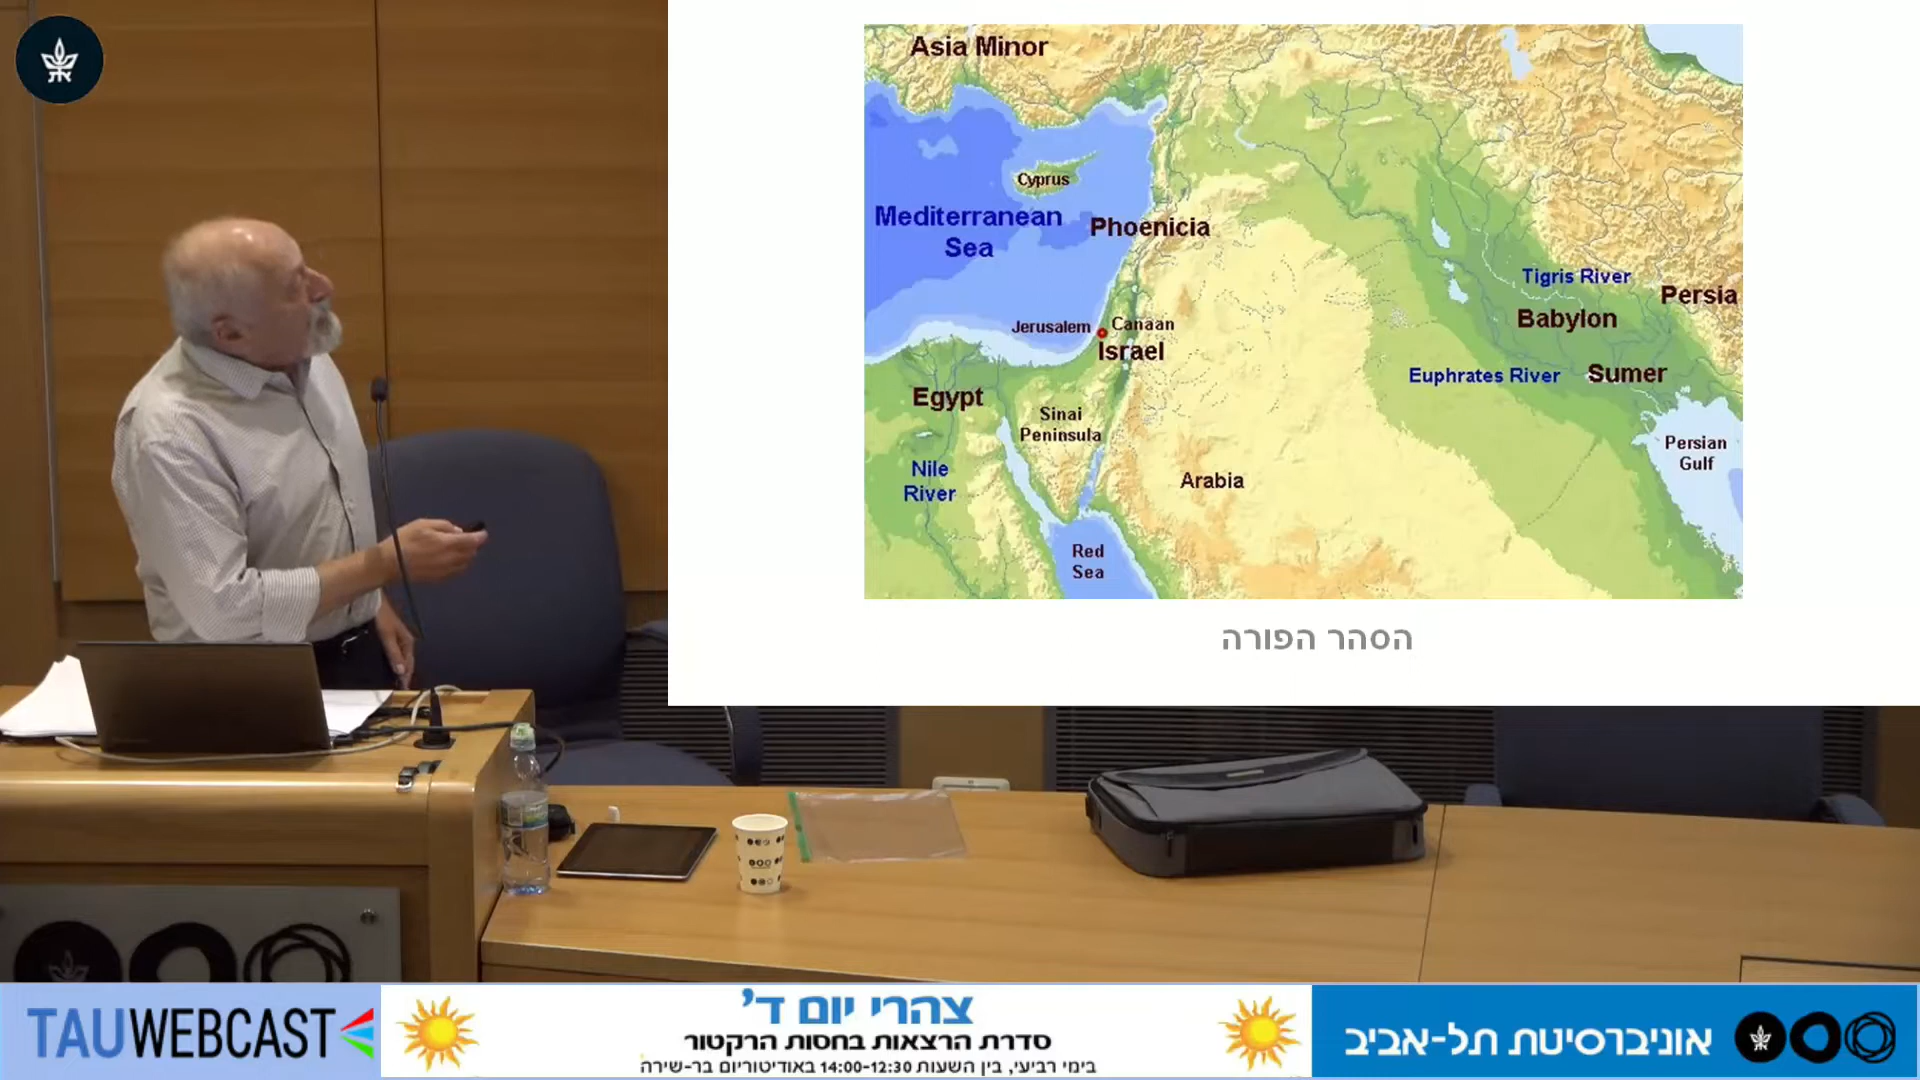 Asia Minor
Cyprus
Mediterranean
Sea
Phoenicia
Tigris River
Persia
Babylon
Jerusalem
Canaan
Israel
Euphrates River
Sumer
Egypt
Sinai
Peninsula
Persian
Gulf
Nile
River
Arabia
Red
Sea
הסהר הפורה
TAUWEBCAST
צהרי יום ד'
סדרת הרצאות בחסות הרקטור
בימי רביעי, בין השעות 14:00-12:30 באודיטוריום בר-שירה
אוניברסיטת תל-אביב